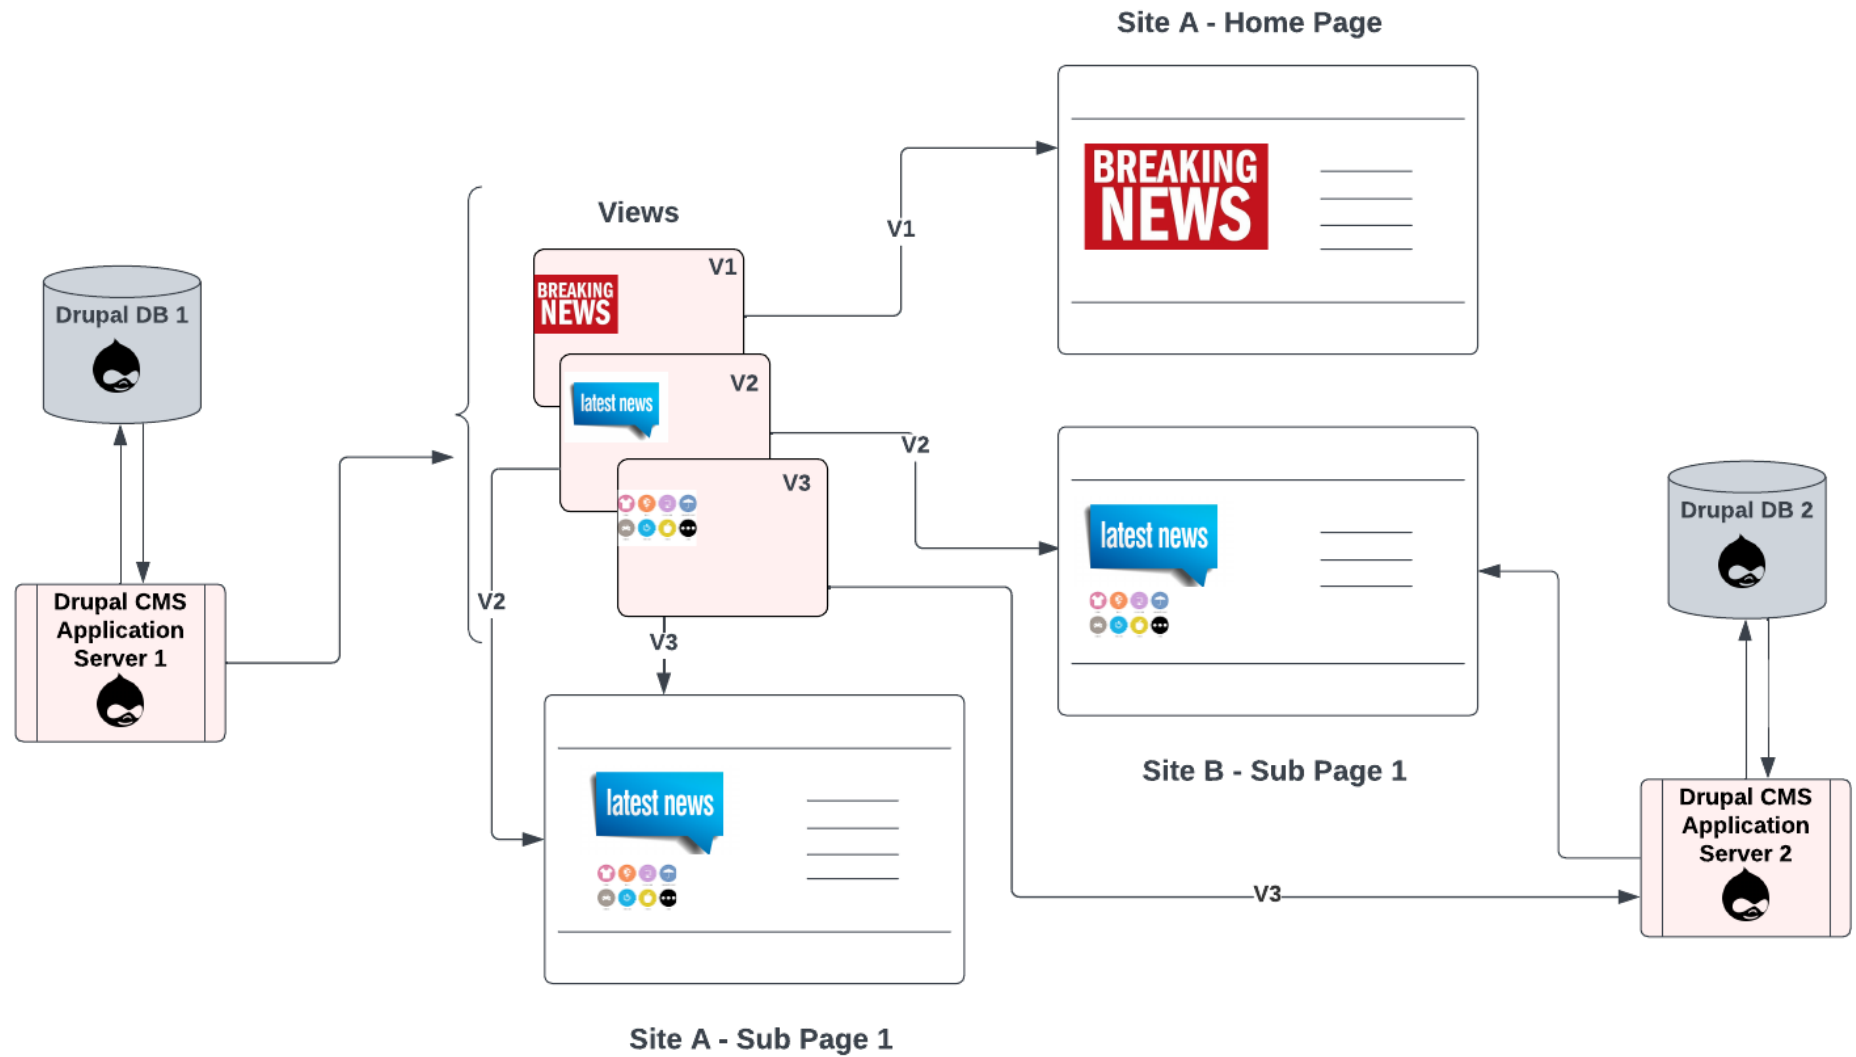 Site A - Home Page
BREAKING
NEWS
Views
V1
V1
BREAKING
NEWS
Drupal DB 1
V2
latest news
V2
V3
Drupal DB 2
latest news
Drupal CMS
Application
Server 1
V2
V3
Site B - Sub Page 1
latest news
Drupal CMS
Application
Server 2
V3
Site A - Sub Page 1